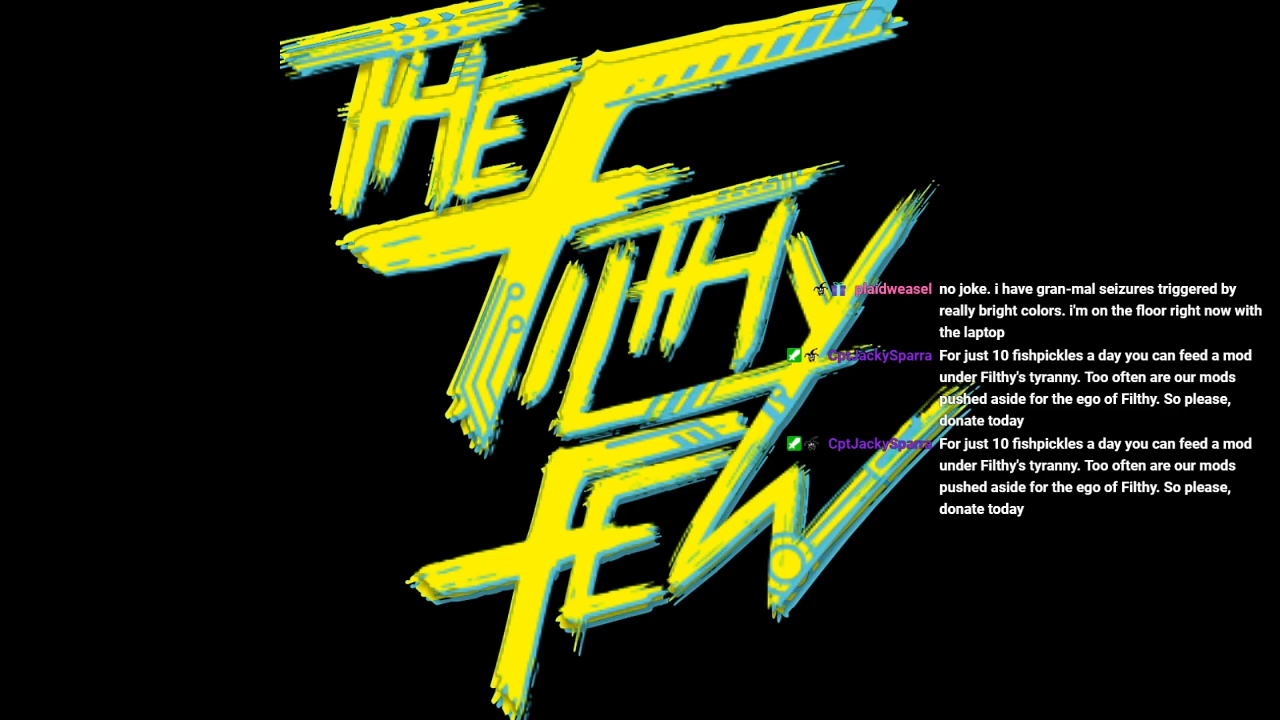 THE
FILTHY
FEW
plaidweasel no joke. i have gran-mal seizures triggered by
really bright colors. i'm on the floor right now with
the laptop
CptJackySparra For just 10 fishpickles a day you can feed a mod
under Filthy's tyranny. Too often are our mods
pushed aside for the ego of Filthy. So please,
donate today
CptJackySparra For just 10 fishpickles a day you can feed a mod
under Filthy's tyranny. Too often are our mods
pushed aside for the ego of Filthy. So please,
donate today